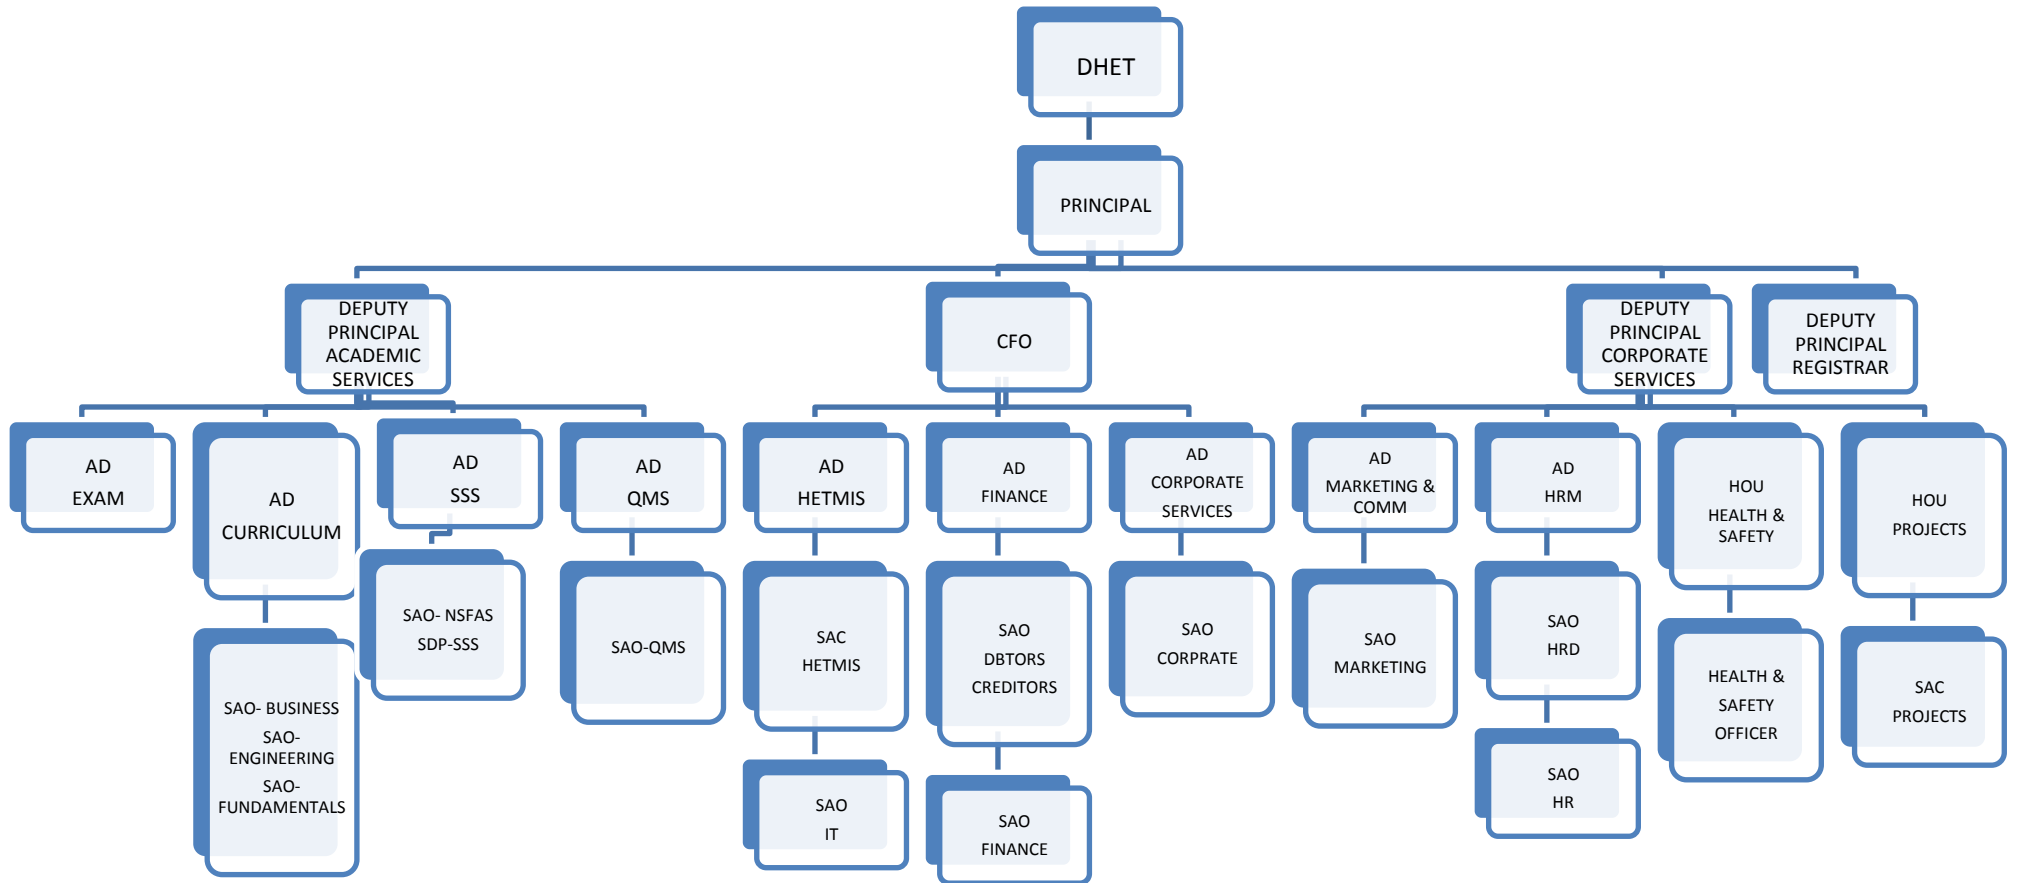 DHET
PRINCIPAL
DEPUTY
PRINCIPAL
ACADEMIC
SERVICES
CFO
DEPUTY
PRINCIPAL
CORPORATE
SERVICES
DEPUTY
PRINCIPAL
REGISTRAR
AD
EXAM
AD
CURRICULUM
AD
SSS
AD
QMS
AD
HETMIS
AD
FINANCE
AD
CORPORATE
SERVICES
AD
MARKETING &
COMM
AD
HRM
HOU
HEALTH &
SAFETY
HOU
PROJECTS
SAO- BUSINESS
SAO-
ENGINEERING
SAO-
FUNDAMENTALS
SAO- NSFAS
SDP-SSS
SAO-QMS
SAC
HETMIS
SAO
DBTORS
CREDITORS
SAO
CORPRATE
SAO
MARKETING
SAO
HRD
HEALTH &
SAFETY
OFFICER
SAC
PROJECTS
SAO
IT
SAO
FINANCE
SAO
HR